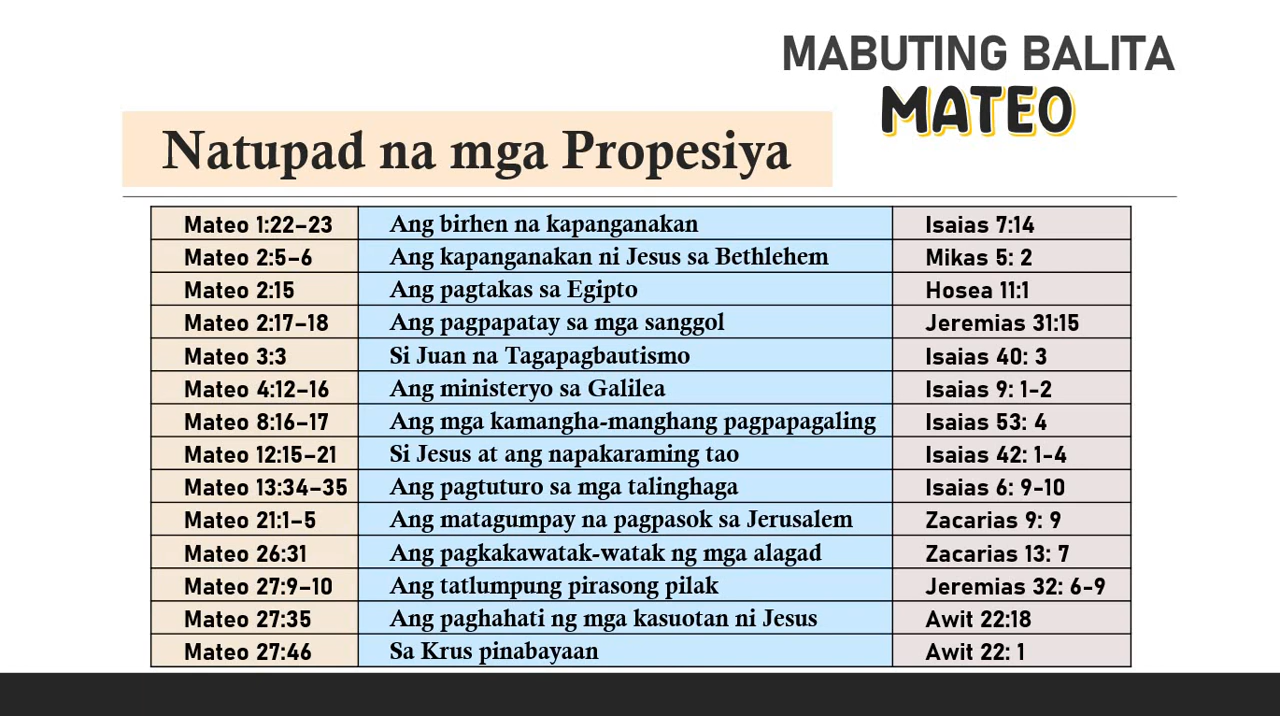 MABUTING BALITA
MATEO
Natupad na mga Propesiya
Mateo 1:22–23 Ang birhen na kapanganakan Isaias 7:14
Mateo 2:5–6 Ang kapanganakan ni Jesus sa Bethlehem Mikas 5: 2
Mateo 2:15 Ang pagtakas sa Egipto Hosea 11:1
Mateo 2:17–18 Ang pagpapatay sa mga sanggol Jeremias 31:15
Mateo 3:3 Si Juan na Tagapagbautismo Isaias 40: 3
Mateo 4:12–16 Ang ministeryo sa Galilea Isaias 9: 1-2
Mateo 8:16–17 Ang mga kamangha-manghang pagpapagaling Isaias 53: 4
Mateo 12:15–21 Si Jesus at ang napakaraming tao Isaias 42: 1-4
Mateo 13:34–35 Ang pagtuturo sa mga talinghaga Isaias 6: 9-10
Mateo 21:1–5 Ang matagumpay na pagpasok sa Jerusalem Zacarias 9: 9
Mateo 26:31 Ang pagkakawatak-watak ng mga alagad Zacarias 13: 7
Mateo 27:9–10 Ang tatlumpung pirasong pilak Jeremias 32: 6-9
Mateo 27:35 Ang paghahati ng mga kasuotan ni Jesus Awit 22:18
Mateo 27:46 Sa Krus pinabayaan Awit 22: 1